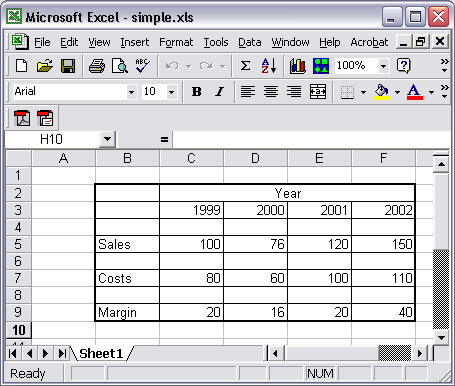 Microsoft Excel - simple.xls
File Edit View Insert Format Tools Data Window Help Acrobat
Σ 100%
Arial 10 B I U
H10 =
A B C D E F
1
2 Year
3 1999 2000 2001 2002
4
5 Sales 100 76 120 150
6
7 Costs 80 60 100 110
8
9 Margin 20 16 20 40
10
Sheet1
Ready NUM